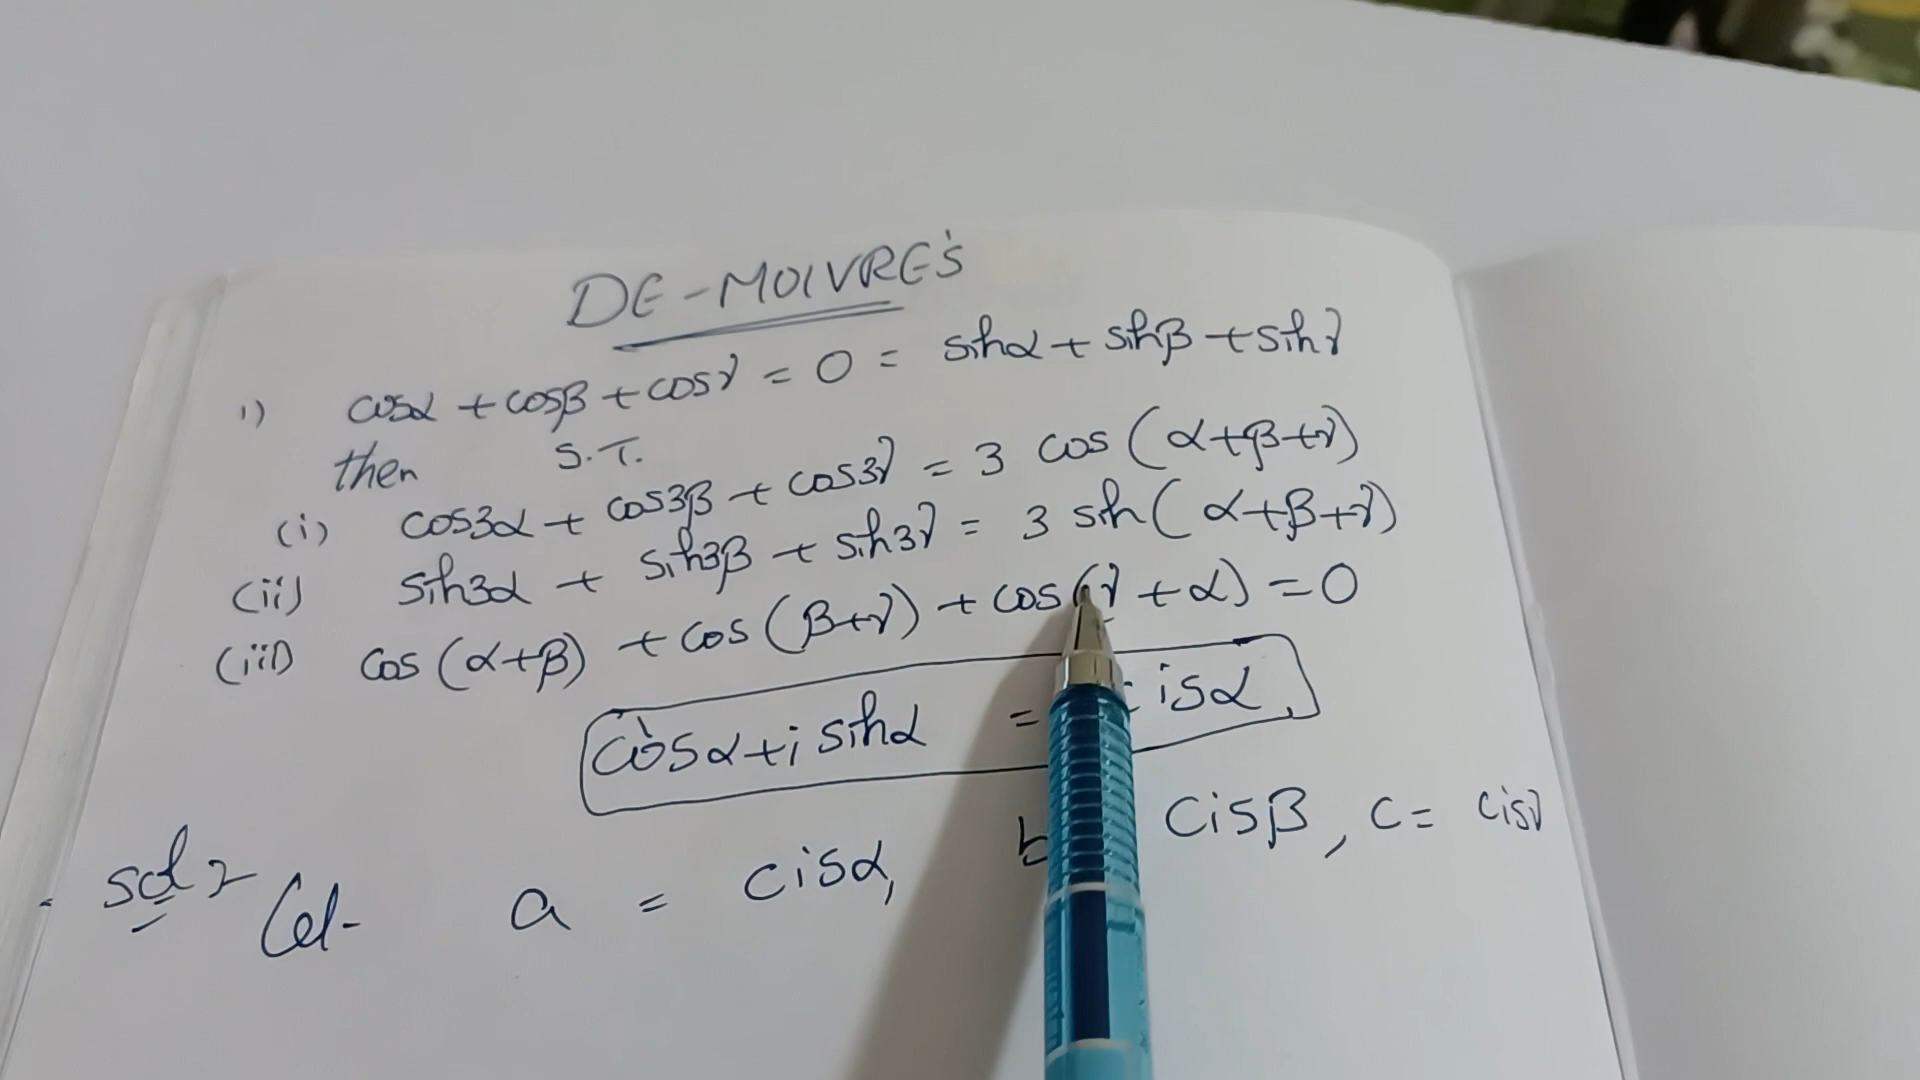 DE-MOIVRE'S
1) cosα + cosβ + cosγ = 0 = sinα + sinβ + sinγ
then S.T.
(i) cos3α + cos3β + cos3γ = 3 cos (α+β+γ)
(ii) sin3α + sin3β + sin3γ = 3 sin (α+β+γ)
(iii) cos (α+β) + cos (β+γ) + cos (γ + α) = 0
cosα + i sinα = cisα
sol Let a = cisα, b cisβ, c = cisγ